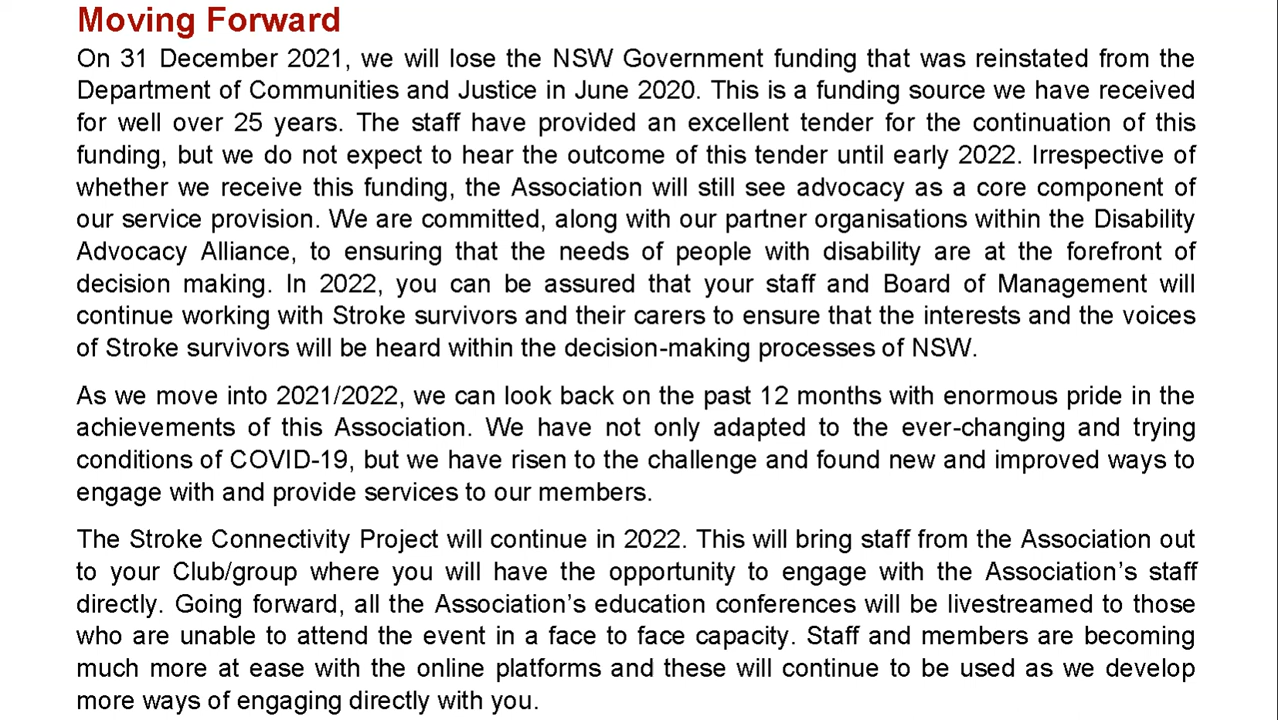 Moving Forward
On 31 December 2021, we will lose the NSW Government funding that was reinstated from the
Department of Communities and Justice in June 2020. This is a funding source we have received
for well over 25 years. The staff have provided an excellent tender for the continuation of this
funding, but we do not expect to hear the outcome of this tender until early 2022. Irrespective of
whether we receive this funding, the Association will still see advocacy as a core component of
our service provision. We are committed, along with our partner organisations within the Disability
Advocacy Alliance, to ensuring that the needs of people with disability are at the forefront of
decision making. In 2022, you can be assured that your staff and Board of Management will
continue working with Stroke survivors and their carers to ensure that the interests and the voices
of Stroke survivors will be heard within the decision-making processes of NSW.
As we move into 2021/2022, we can look back on the past 12 months with enormous pride in the
achievements of this Association. We have not only adapted to the ever-changing and trying
conditions of COVID-19, but we have risen to the challenge and found new and improved ways to
engage with and provide services to our members.
The Stroke Connectivity Project will continue in 2022. This will bring staff from the Association out
to your Club/group where you will have the opportunity to engage with the Association’s staff
directly. Going forward, all the Association’s education conferences will be livestreamed to those
who are unable to attend the event in a face to face capacity. Staff and members are becoming
much more at ease with the online platforms and these will continue to be used as we develop
more ways of engaging directly with you.